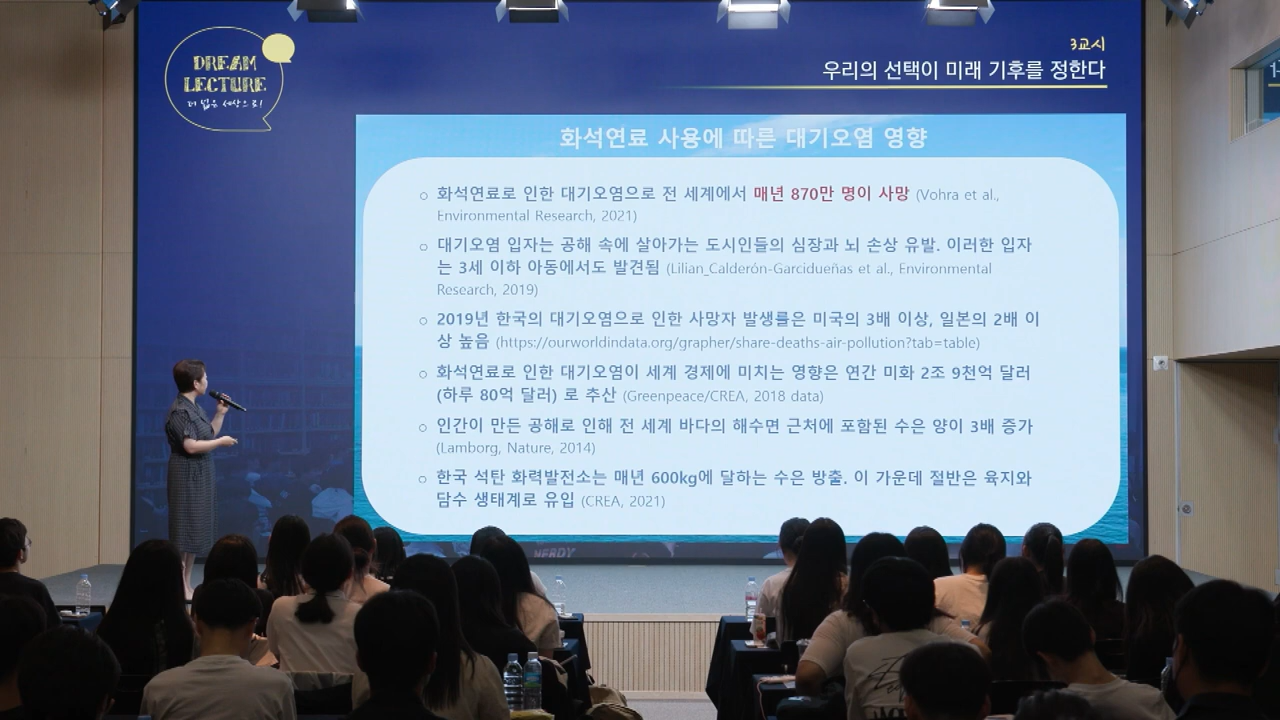 DREAM
LECTURE
더 넓은 세상으로!
3교시
우리의 선택이 미래 기후를 정한다
화석연료 사용에 따른 대기오염 영향
○ 화석연료로 인한 대기오염으로 전 세계에서 매년 870만 명이 사망 (Vohra et al.,
Environmental Research, 2021)
○ 대기오염 입자는 공해 속에 살아가는 도시인들의 심장과 뇌 손상 유발. 이러한 입자
는 3세 이하 아동에서도 발견됨 (Lilian_Calderón-Garcidueñas et al., Environmental
Research, 2019)
○ 2019년 한국의 대기오염으로 인한 사망자 발생률은 미국의 3배 이상, 일본의 2배 이
상 높음 (https://ourworldindata.org/grapher/share-deaths-air-pollution?tab=table)
○ 화석연료로 인한 대기오염이 세계 경제에 미치는 영향은 연간 미화 2조 9천억 달러
(하루 80억 달러) 로 추산 (Greenpeace/CREA, 2018 data)
○ 인간이 만든 공해로 인해 전 세계 바다의 해수면 근처에 포함된 수은 양이 3배 증가
(Lamborg, Nature, 2014)
○ 한국 석탄 화력발전소는 매년 600kg에 달하는 수은 방출. 이 가운데 절반은 육지와
담수 생태계로 유입 (CREA, 2021)
NERDY